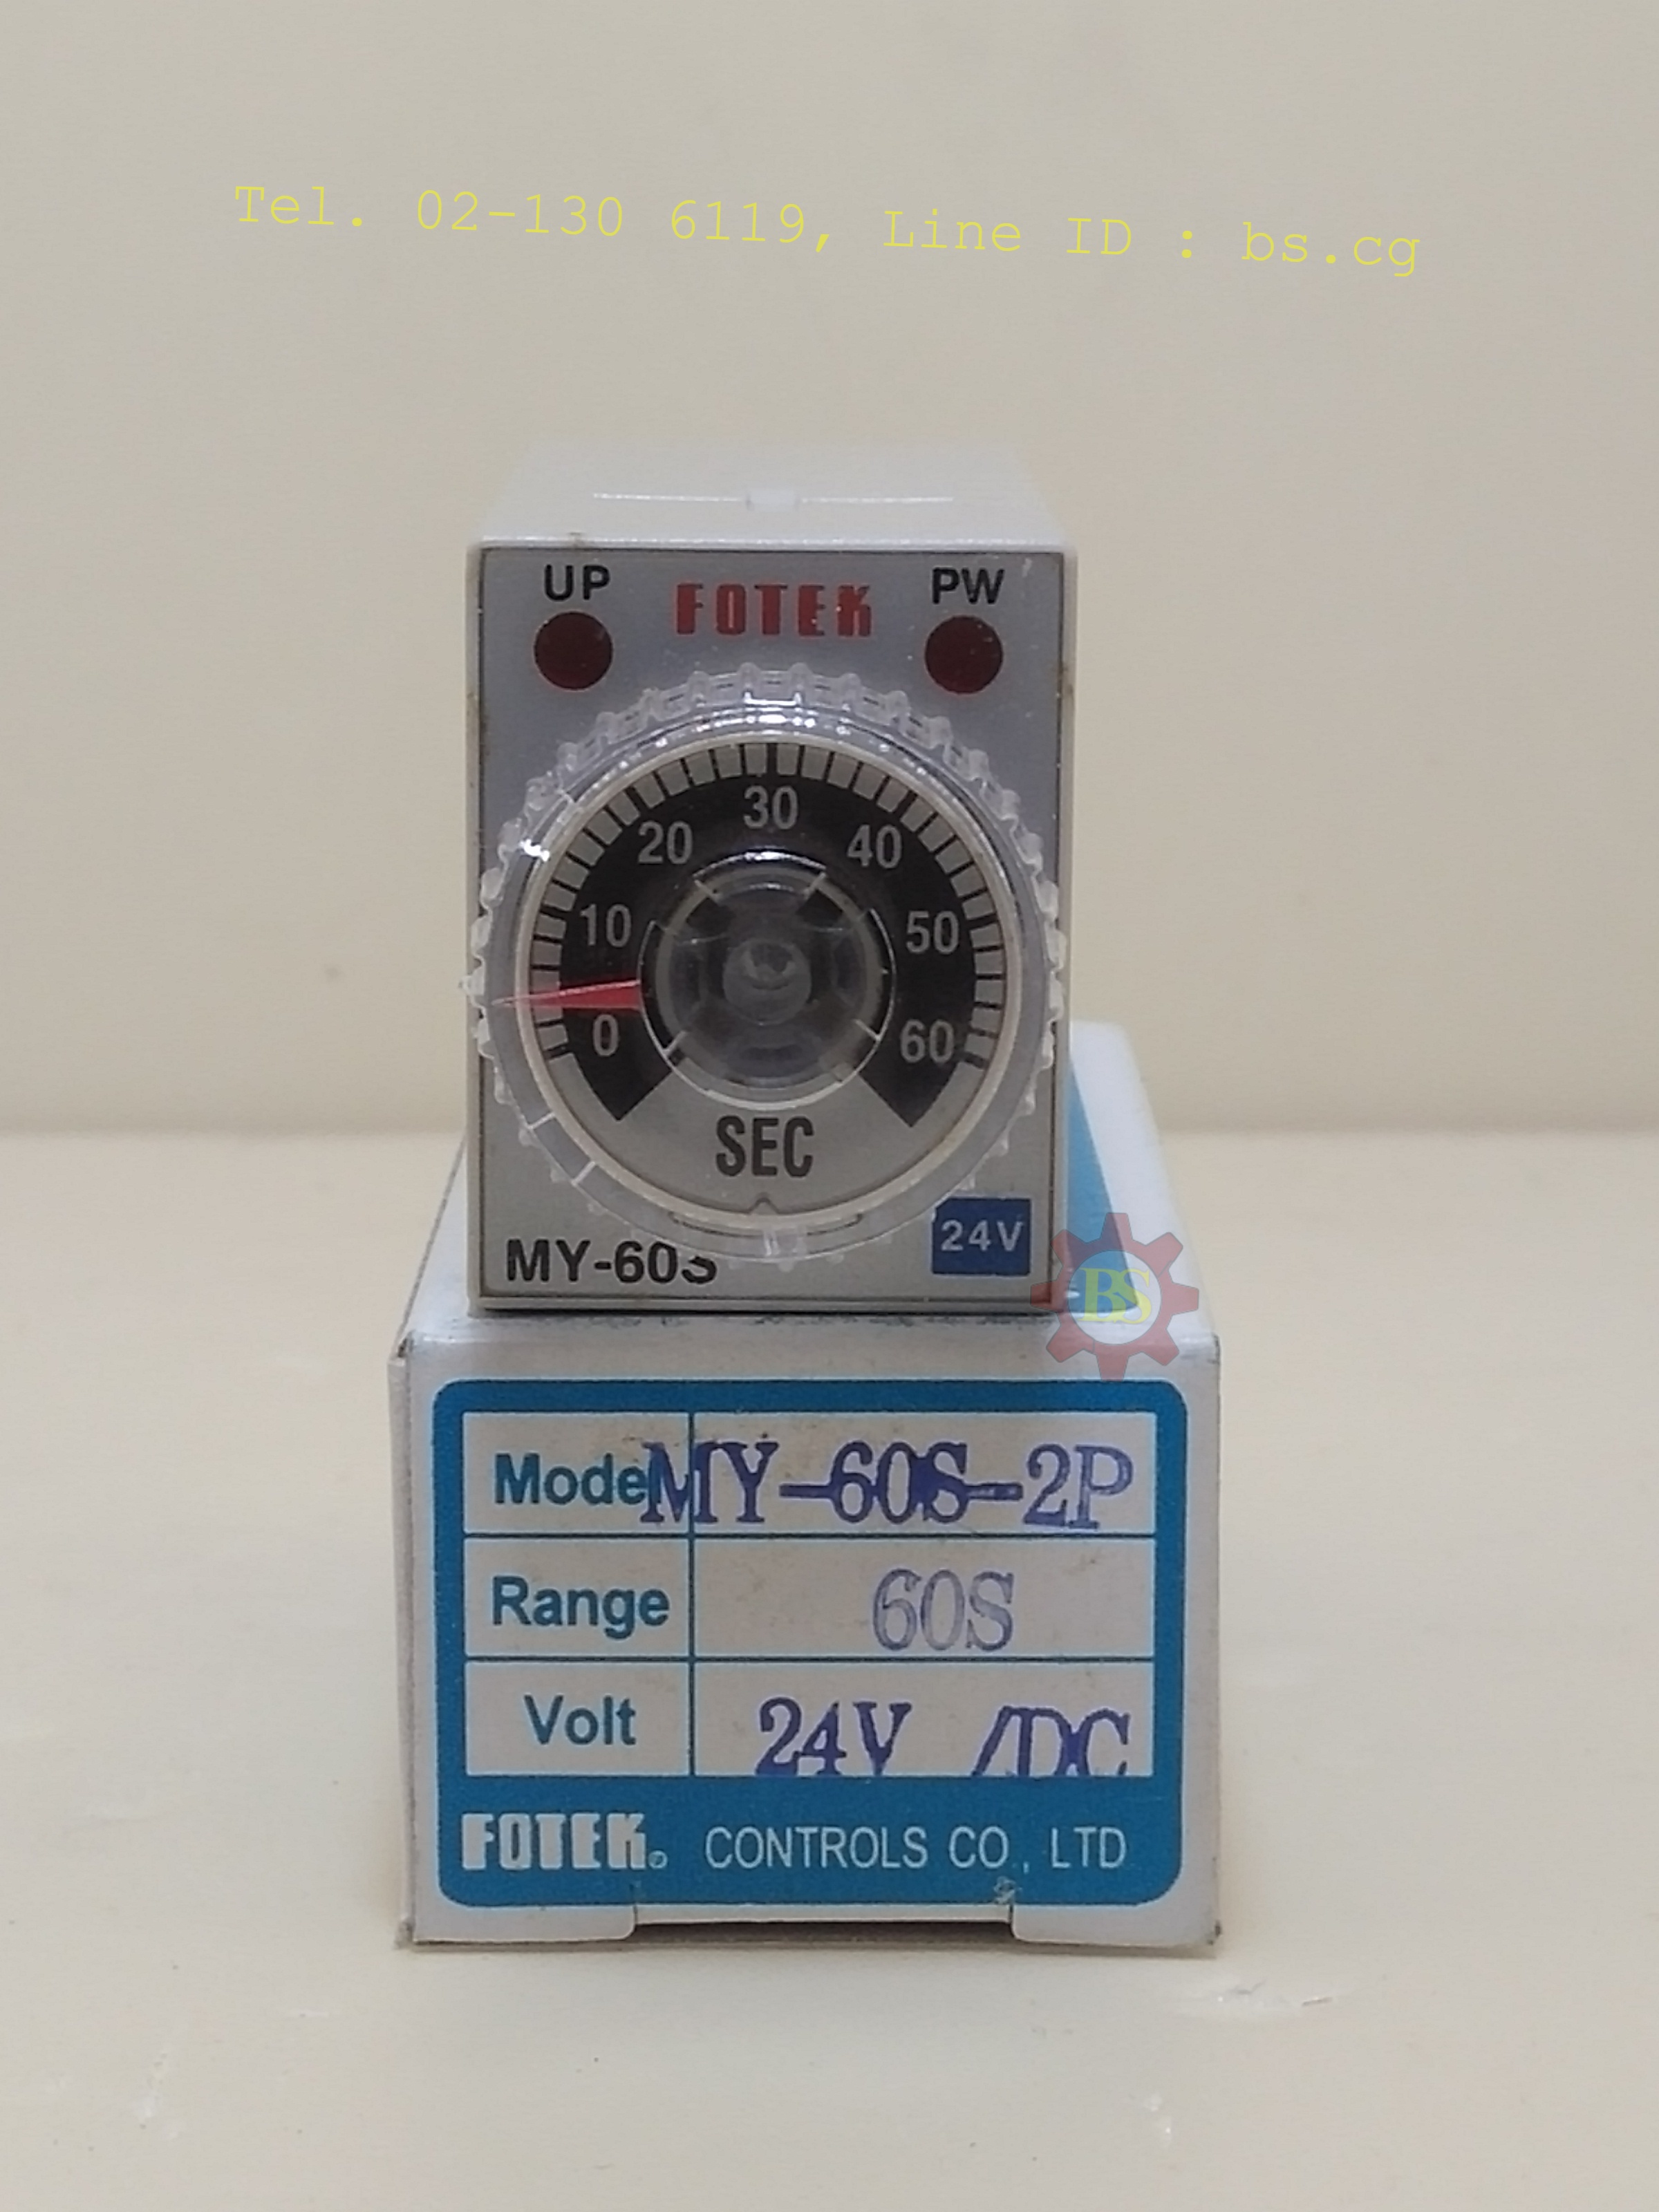 Tel. 02-130 6119, Line ID : bs.cg
UP FOTEK PW
0 10 20 30 40 50 60
SEC
MY-60S 24V
BS
Model MY-60S-2P
Range 60S
Volt 24V /DC
FOTEK® CONTROLS CO., LTD